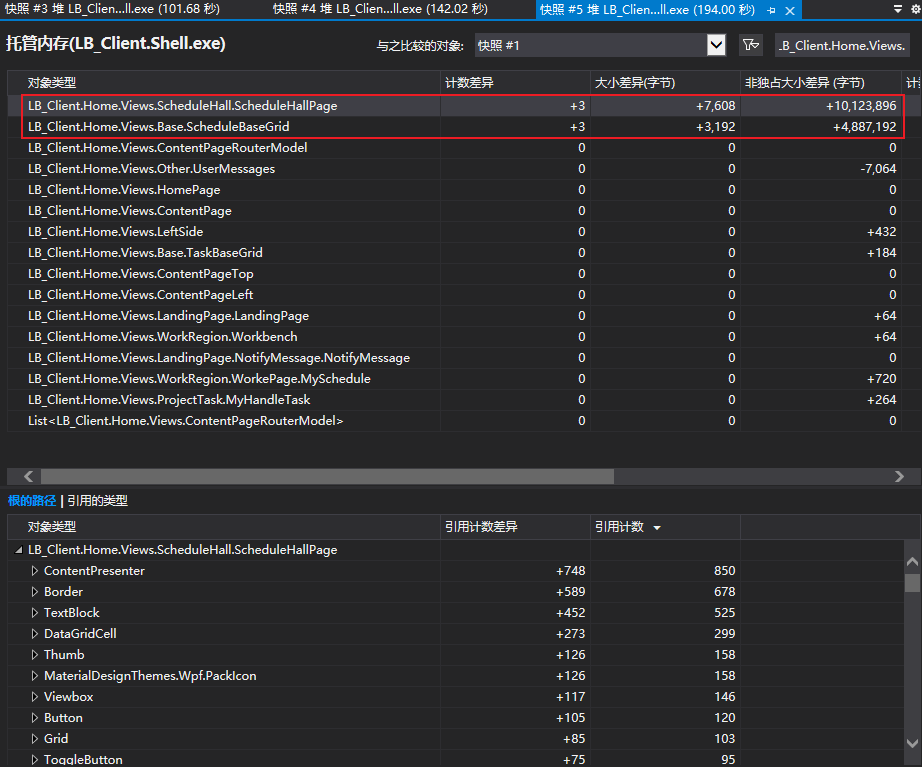 快照 #3 堆 LB_Clien...ll.exe (101.68 秒) 快照 #4 堆 LB_Clien...ll.exe (142.02 秒) 快照 #5 堆 LB_Clien...ll.exe (194.00 秒)
托管内存(LB_Client.Shell.exe) 与之比较的对象: 快照 #1 .B_Client.Home.Views.
对象类型 计数差异 大小差异(字节) 非独占大小差异 (字节) 计
LB_Client.Home.Views.ScheduleHall.ScheduleHallPage +3 +7,608 +10,123,896
LB_Client.Home.Views.Base.ScheduleBaseGrid +3 +3,192 +4,887,192
LB_Client.Home.Views.ContentPageRouterModel 0 0 0
LB_Client.Home.Views.Other.UserMessages 0 0 -7,064
LB_Client.Home.Views.HomePage 0 0 0
LB_Client.Home.Views.ContentPage 0 0 0
LB_Client.Home.Views.LeftSide 0 0 +432
LB_Client.Home.Views.Base.TaskBaseGrid 0 0 +184
LB_Client.Home.Views.ContentPageTop 0 0 0
LB_Client.Home.Views.ContentPageLeft 0 0 0
LB_Client.Home.Views.LandingPage.LandingPage 0 0 +64
LB_Client.Home.Views.WorkRegion.Workbench 0 0 +64
LB_Client.Home.Views.LandingPage.NotifyMessage.NotifyMessage 0 0 0
LB_Client.Home.Views.WorkRegion.WorkePage.MySchedule 0 0 +720
LB_Client.Home.Views.ProjectTask.MyHandleTask 0 0 +264
List<LB_Client.Home.Views.ContentPageRouterModel> 0 0 0
根的路径 | 引用的类型
对象类型 引用计数差异 引用计数
LB_Client.Home.Views.ScheduleHall.ScheduleHallPage
ContentPresenter +748 850
Border +589 678
TextBlock +452 525
DataGridCell +273 299
Thumb +126 158
MaterialDesignThemes.Wpf.PackIcon +126 158
Viewbox +117 146
Button +105 120
Grid +85 103
ToggleButton +75 95